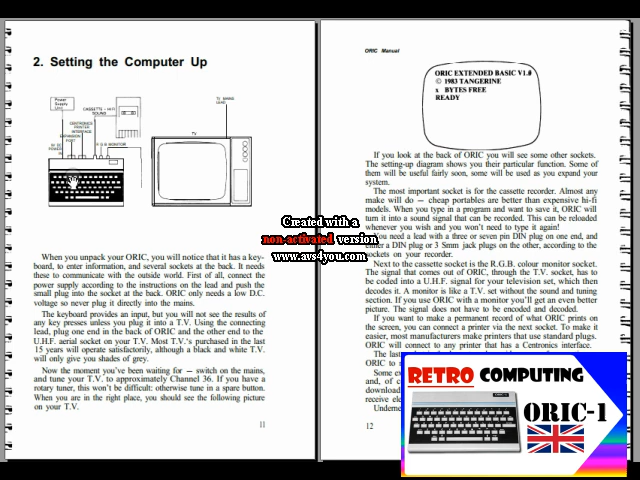 2. Setting the Computer Up
Power
Supply
Unit
CASSETTE - HI-FI
SOUND
CENTRONICS
PRINTER
INTERFACE
EXPANSION
PORT
9V DC
POWER
IN
R G B MONITOR
TV
TV AERIAL
LEAD
When you unpack your ORIC, you will notice that it has a key-
board, to enter information, and several sockets at the back. It needs
these to communicate with the outside world. First of all, connect the
power supply according to the instructions on the lead and push the
small plug into the socket at the back. ORIC only needs a low D.C.
voltage so never plug it directly into the mains.
The keyboard provides an input, but you will not see the results of
any key presses unless you plug it into a T.V. Using the connecting
lead, plug one end in the back of ORIC and the other end to the
U.H.F. aerial socket on your T.V. Most T.V.'s purchased in the last
15 years will operate satisfactorily, although a black and white T.V.
will only give you shades of grey.
Now the moment you've been waiting for — switch on the mains,
and tune your T.V. to approximately Channel 36. If you have a
rotary tuner, this won't be difficult: otherwise tune in a spare button.
When you are in the right place, you should see the following picture
on your T.V.
11
ORIC Manual
ORIC EXTENDED BASIC V1.0
© 1983 TANGERINE
x BYTES FREE
READY
If you look at the back of ORIC you will see some other sockets.
The setting-up diagram shows you their particular function. Some of
them will be useful fairly soon, some will be used as you expand your
system.
The most important socket is for the cassette recorder. Almost any
make will do — cheap portables are better than expensive hi-fi
models. When you type in a program and want to save it, ORIC will
turn it into a sound signal that can be recorded. This can be reloaded
whenever you wish and you won't need to type it again!
You need a lead with a three or seven pin DIN plug on one end, and
either a DIN plug or 3 5mm jack plugs on the other, according to the
sockets on your recorder.
Next to the cassette socket is the R.G.B. colour monitor socket.
The signal that comes out of ORIC, through the T.V. socket, has to
be coded into a U.H.F. signal for your television set, which then
decodes it. A monitor is like a T.V. set without the sound and tuning
section. If you use ORIC with a monitor you'll get an even better
picture. The signal does not have to be encoded and decoded.
If you want to make a permanent record of what ORIC prints on
the screen, you can connect a printer via the next socket. To make it
easier, most manufacturers make printers that use standard plugs.
ORIC will connect to any printer that has a Centronics interface.
The last
ORIC to
Some ex
and, of c
download
receive ele
Underne
12
Created with a
non-activated version
www.avs4you.com
RETRO COMPUTING
ORIC-1